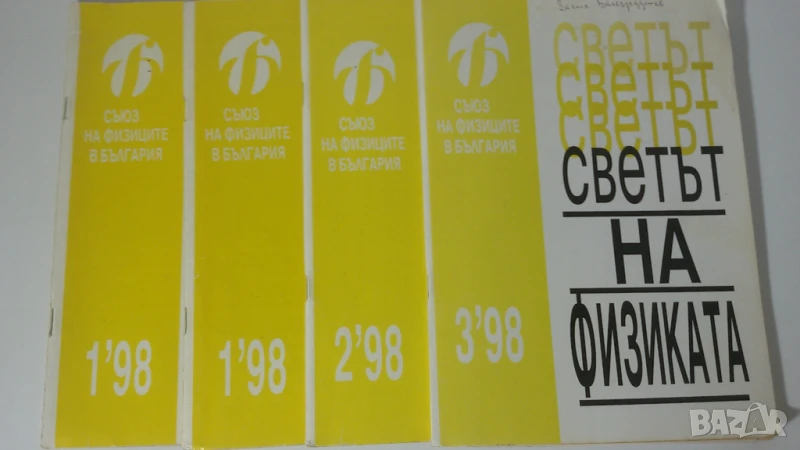 СЪЮЗ
НА ФИЗИЦИТЕ
В БЪЛГАРИЯ
1'98
СЪЮЗ
НА ФИЗИЦИТЕ
В БЪЛГАРИЯ
1'98
СЪЮЗ
НА ФИЗИЦИТЕ
В БЪЛГАРИЯ
2'98
СЪЮЗ
НА ФИЗИЦИТЕ
В БЪЛГАРИЯ
3'98
светът
светът
светът
светът
НА
ФИЗИКАТА
BAZAR